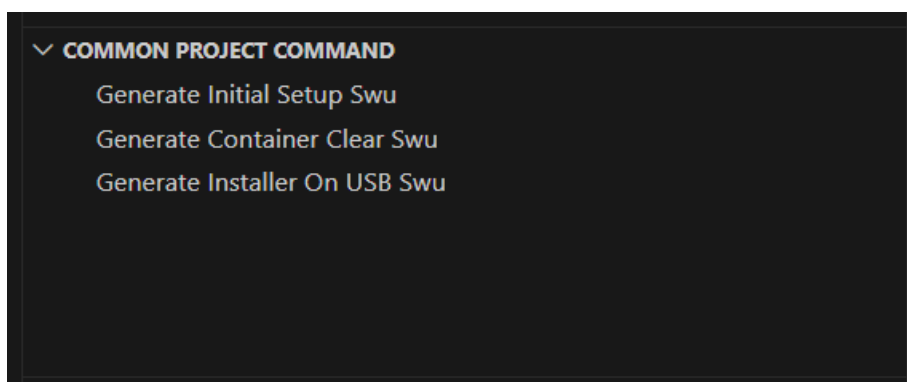 COMMON PROJECT COMMAND
Generate Initial Setup Swu
Generate Container Clear Swu
Generate Installer On USB Swu